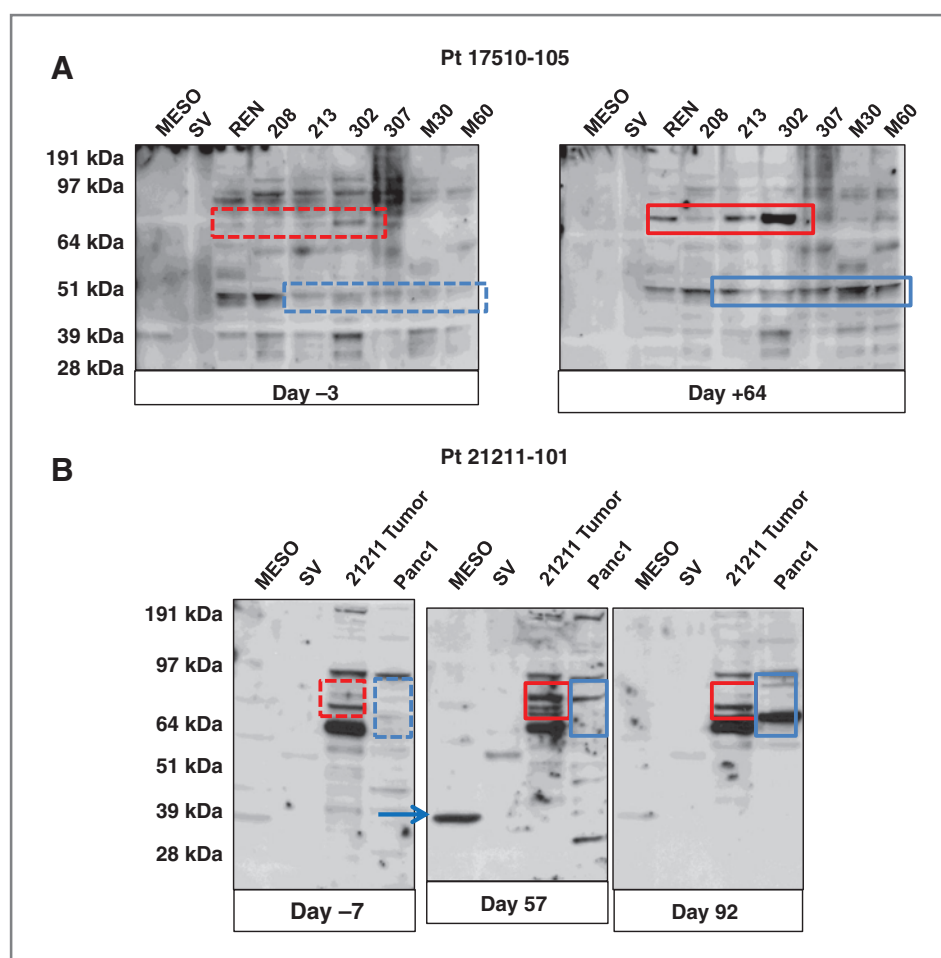 A
Pt 17510-105
MESO SV REN 208 213 302 307 M30 M60
MESO SV REN 208 213 302 307 M30 M60
191 kDa
97 kDa
64 kDa
51 kDa
39 kDa
28 kDa
Day –3
Day +64
B
Pt 21211-101
MESO SV 21211 Tumor Panc1
MESO SV 21211 Tumor Panc1
MESO SV 21211 Tumor Panc1
191 kDa
97 kDa
64 kDa
51 kDa
39 kDa
28 kDa
Day –7
Day 57
Day 92